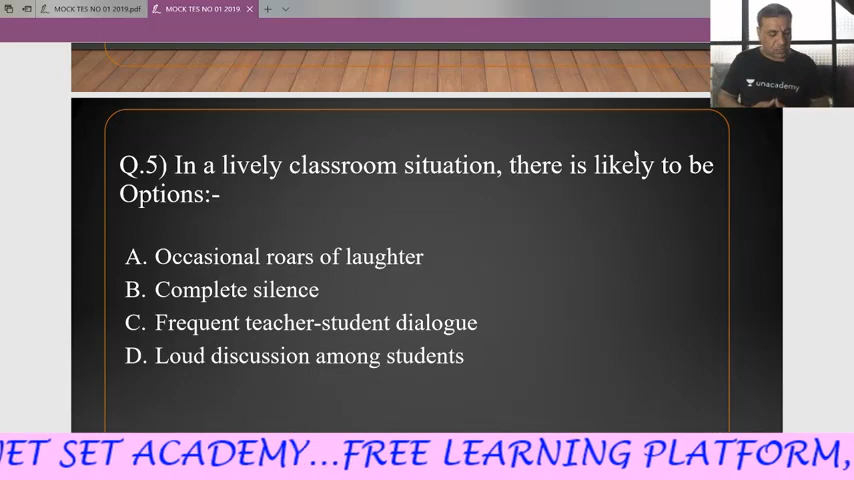 MOCK TES NO 01 2019.pdf
MOCK TES NO 01 2019.
unacademy
Q.5) In a lively classroom situation, there is likely to be
Options:-
A. Occasional roars of laughter
B. Complete silence
C. Frequent teacher-student dialogue
D. Loud discussion among students
ET SET ACADEMY...FREE LEARNING PLATFORM,